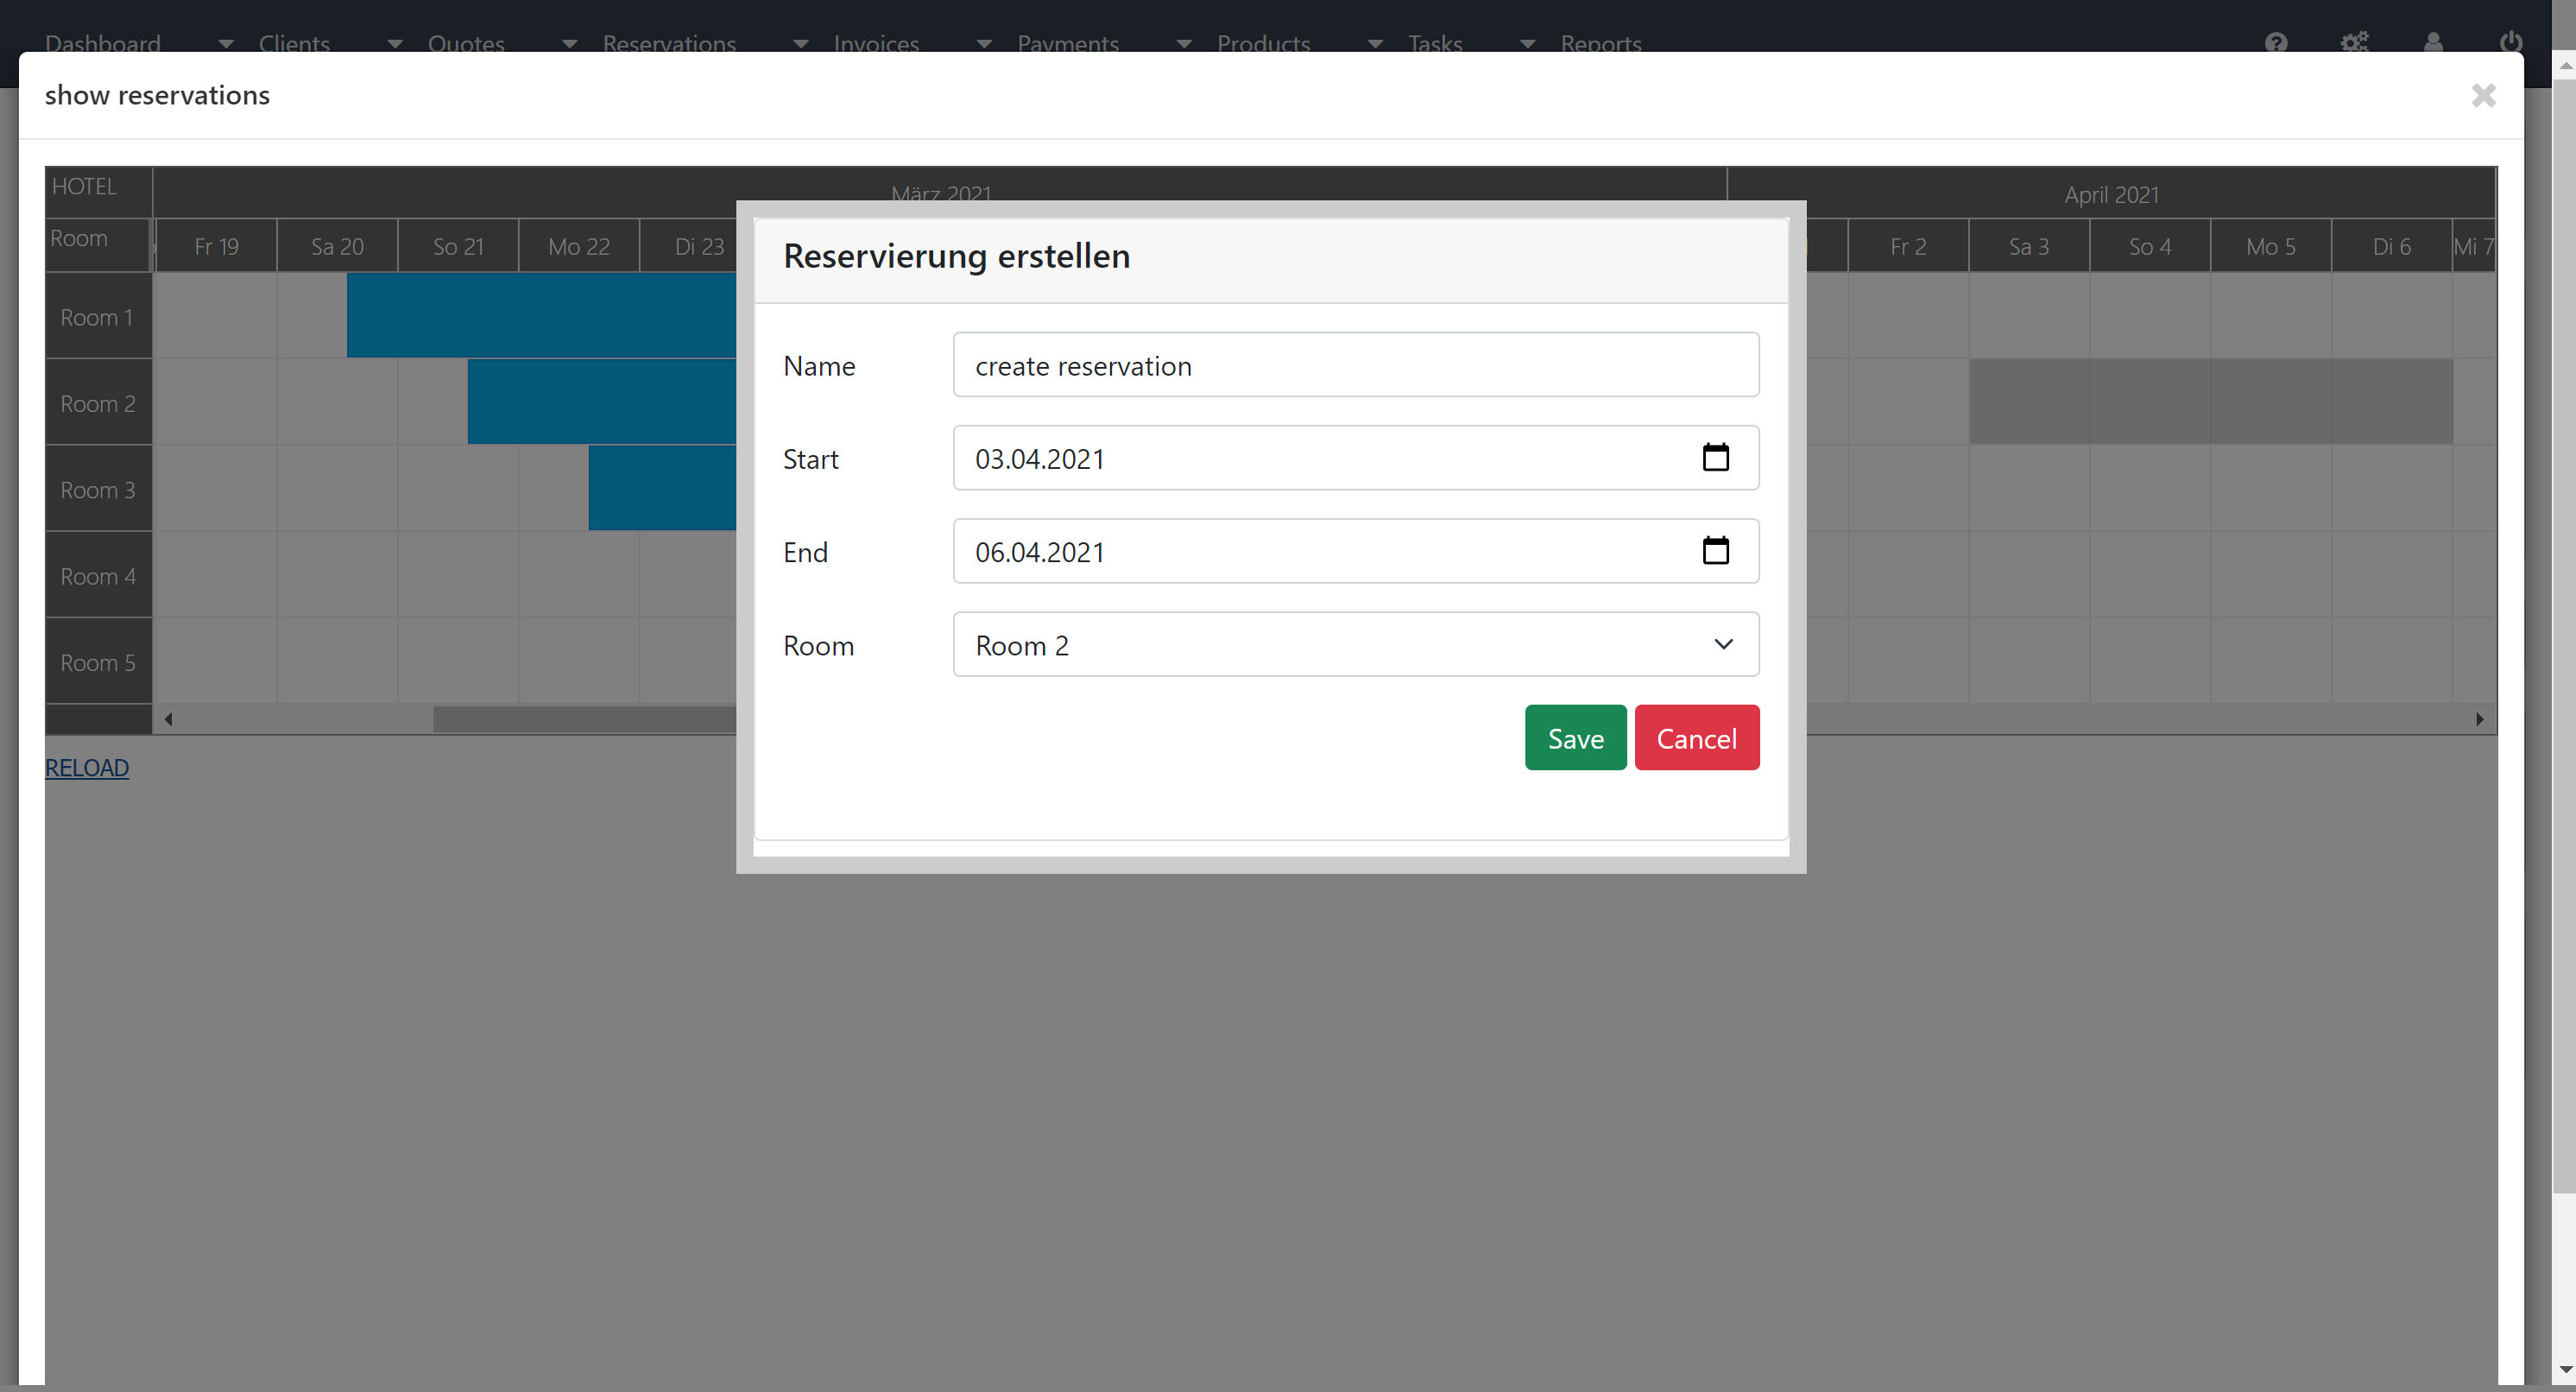 Dashboard Clients Quotes Reservations Invoices Payments Products Tasks Reports
show reservations
HOTEL März 2021 April 2021
Room Fr 19 Sa 20 So 21 Mo 22 Di 23 Fr 2 Sa 3 So 4 Mo 5 Di 6 Mi 7
Room 1
Room 2
Room 3
Room 4
Room 5
RELOAD
Reservierung erstellen
Name create reservation
Start 03.04.2021
End 06.04.2021
Room Room 2
Save Cancel